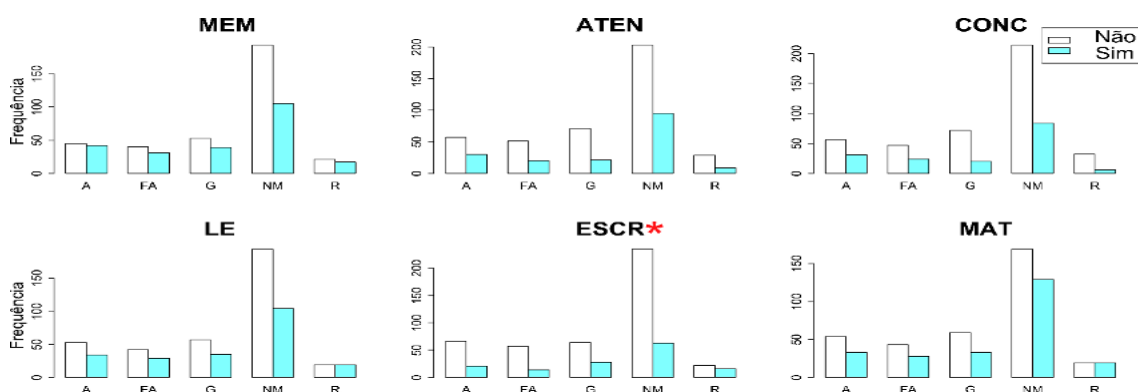 MEM
Frequência
0 50 100 150
A FA G NM R
ATEN
0 50 100 150 200
A FA G NM R
CONC
0 50 100 150 200
A FA G NM R
Não
Sim
LE
Frequência
0 50 100 150
A FA G NM R
ESCR*
0 50 100 150 200
A FA G NM R
MAT
0 50 100 150
A FA G NM R